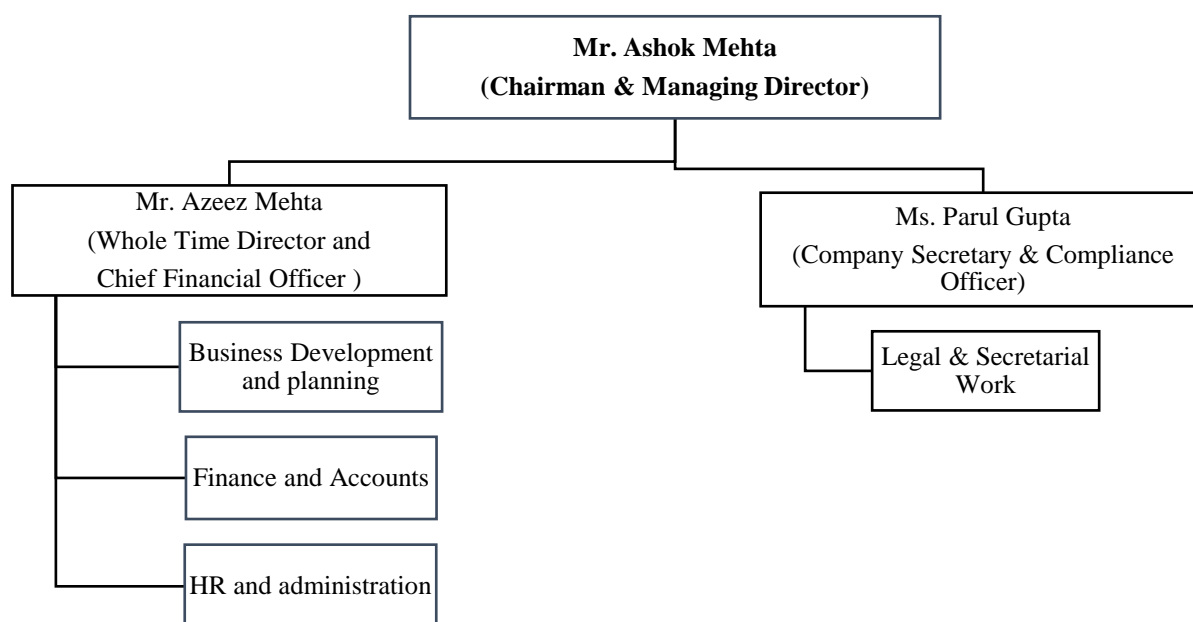 Mr. Ashok Mehta
(Chairman & Managing Director)
Mr. Azeez Mehta
(Whole Time Director and
Chief Financial Officer )
Business Development
and planning
Finance and Accounts
HR and administration
Ms. Parul Gupta
(Company Secretary & Compliance
Officer)
Legal & Secretarial
Work